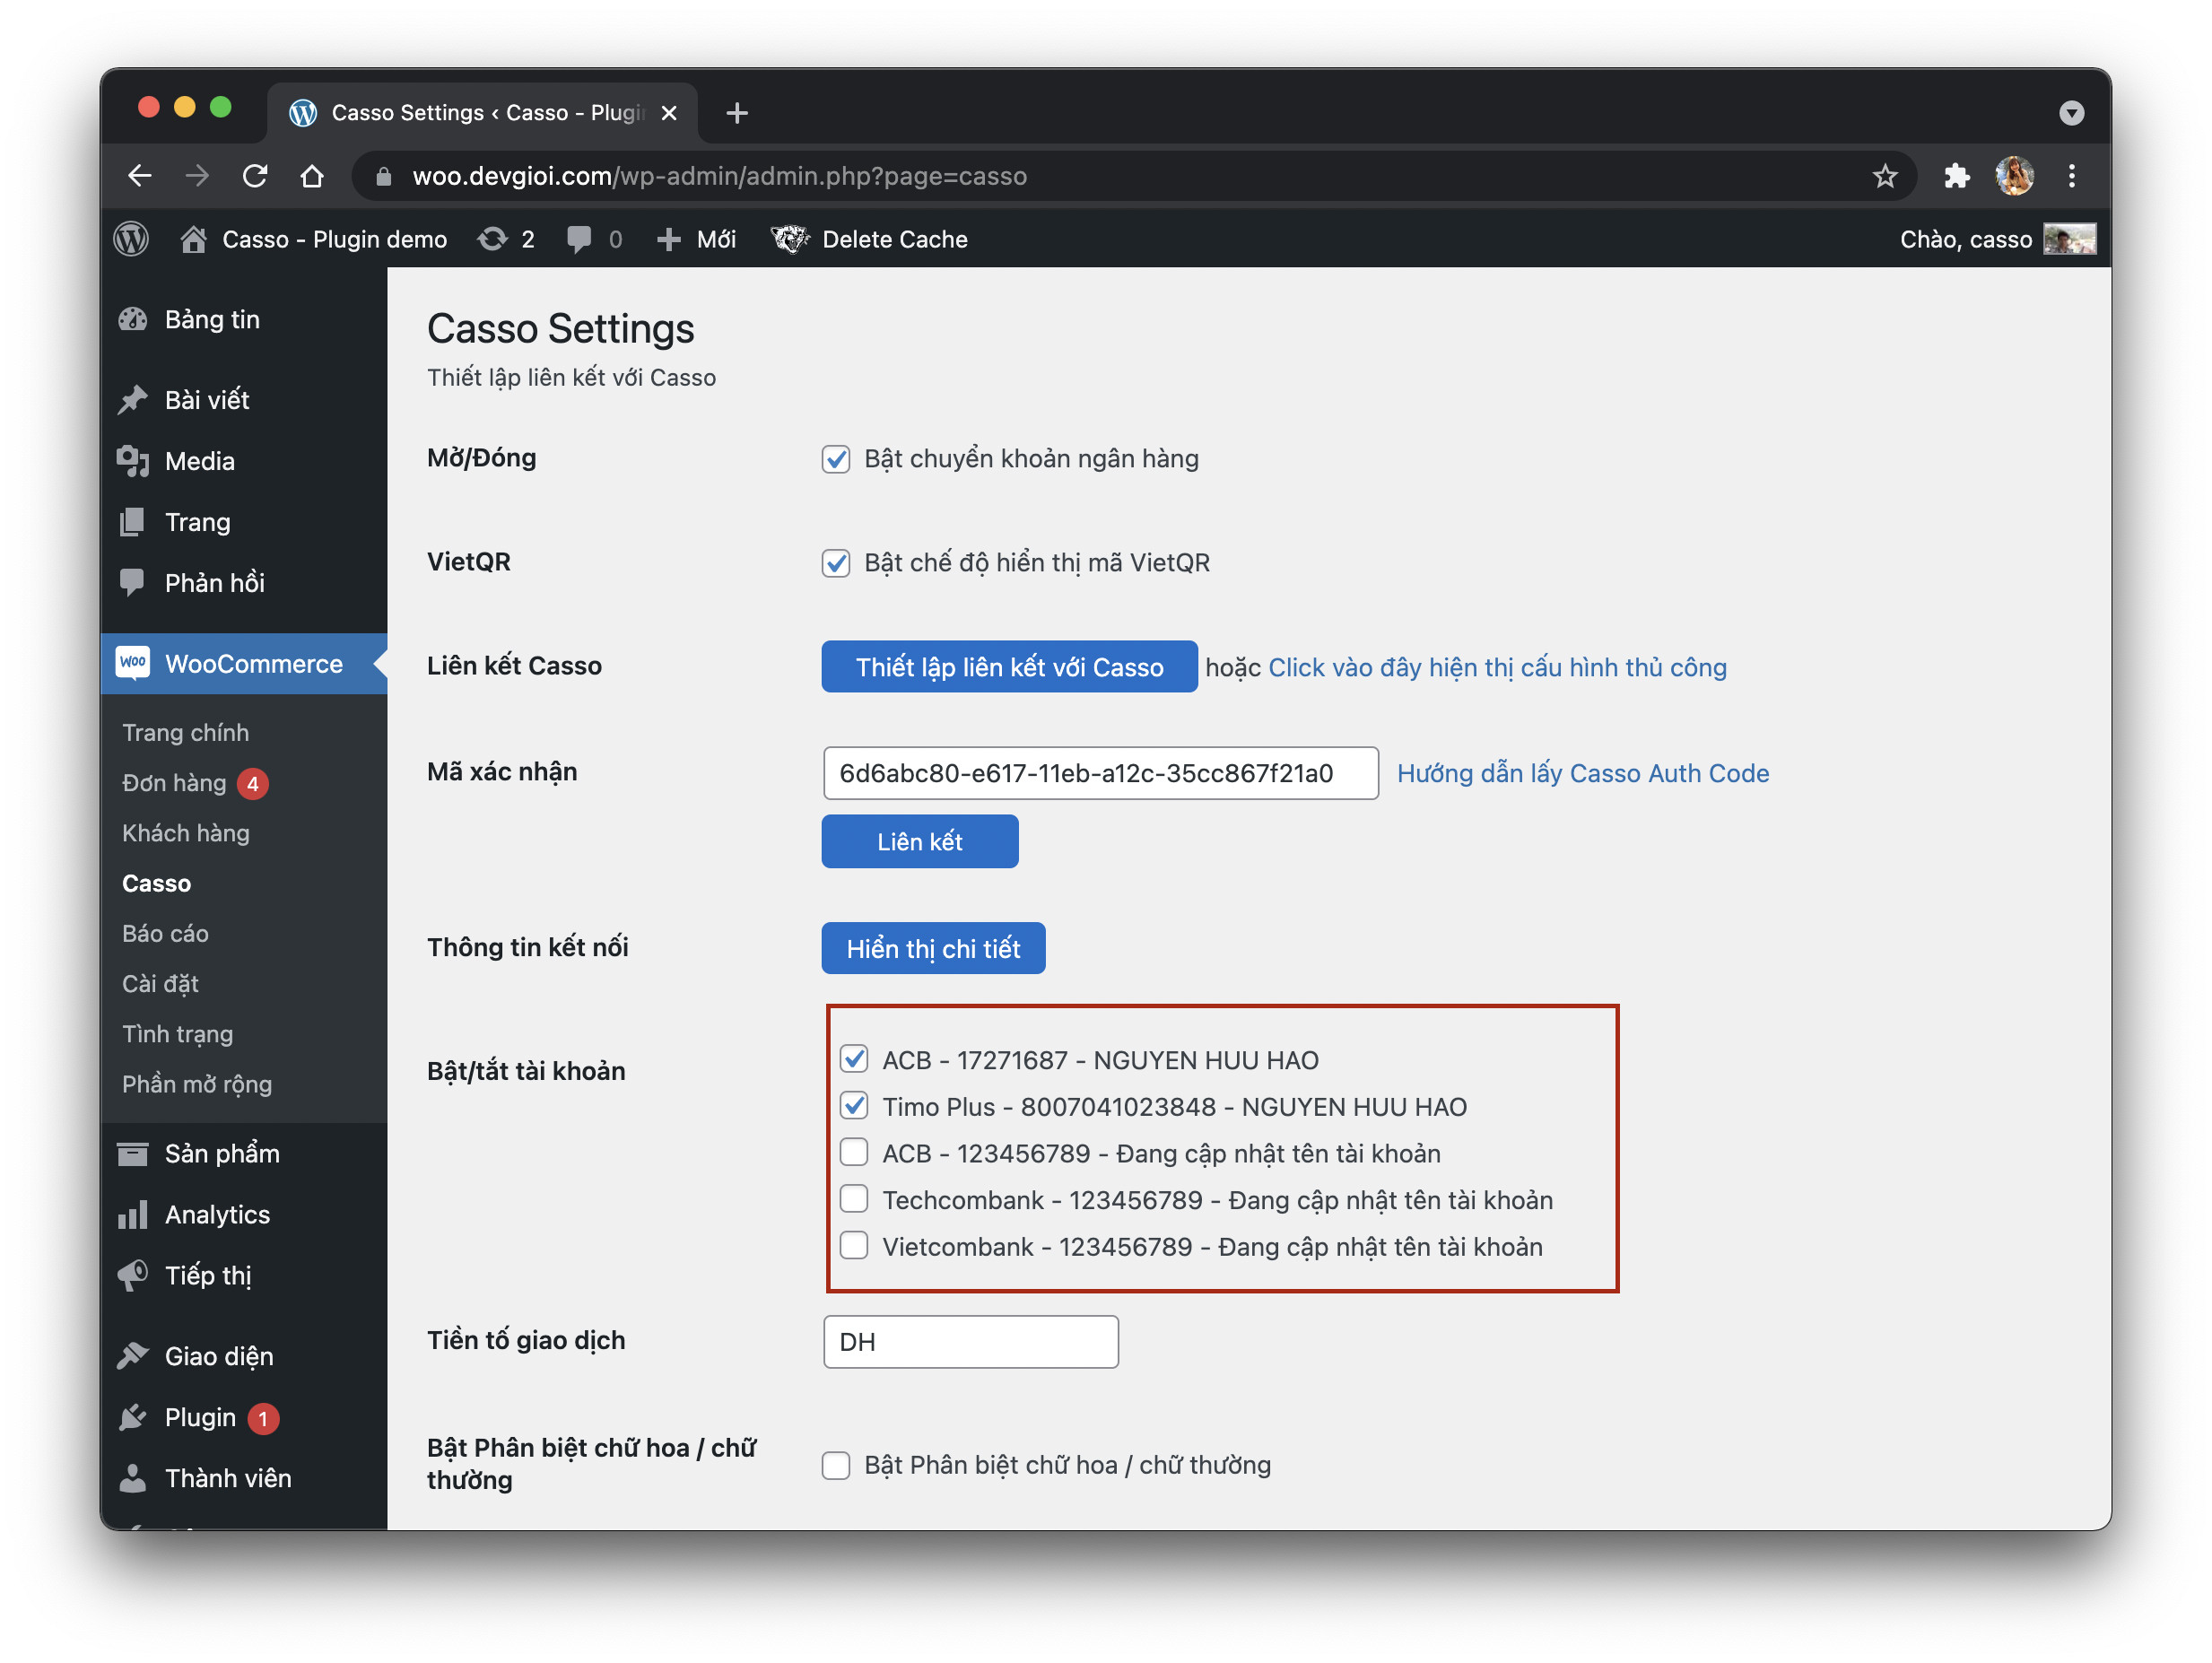 Casso Settings ‹ Casso - Plugi
woo.devgioi.com/wp-admin/admin.php?page=casso
Casso - Plugin demo 2 0 Mới Delete Cache Chào, casso
Bảng tin
Bài viết
Media
Trang
Phản hồi
Woo WooCommerce
Trang chính
Đơn hàng 4
Khách hàng
Casso
Báo cáo
Cài đặt
Tình trạng
Phần mở rộng
Sản phẩm
Analytics
Tiếp thị
Giao diện
Plugin 1
Thành viên
Casso Settings
Thiết lập liên kết với Casso
Mở/Đóng Bật chuyển khoản ngân hàng
VietQR Bật chế độ hiển thị mã VietQR
Liên kết Casso Thiết lập liên kết với Casso hoặc Click vào đây hiện thị cấu hình thủ công
Mã xác nhận 6d6abc80-e617-11eb-a12c-35cc867f21a0 Hướng dẫn lấy Casso Auth Code
Liên kết
Thông tin kết nối Hiển thị chi tiết
Bật/tắt tài khoản
ACB - 17271687 - NGUYEN HUU HAO
Timo Plus - 8007041023848 - NGUYEN HUU HAO
ACB - 123456789 - Đang cập nhật tên tài khoản
Techcombank - 123456789 - Đang cập nhật tên tài khoản
Vietcombank - 123456789 - Đang cập nhật tên tài khoản
Tiền tố giao dịch DH
Bật Phân biệt chữ hoa / chữ
thường
Bật Phân biệt chữ hoa / chữ thường